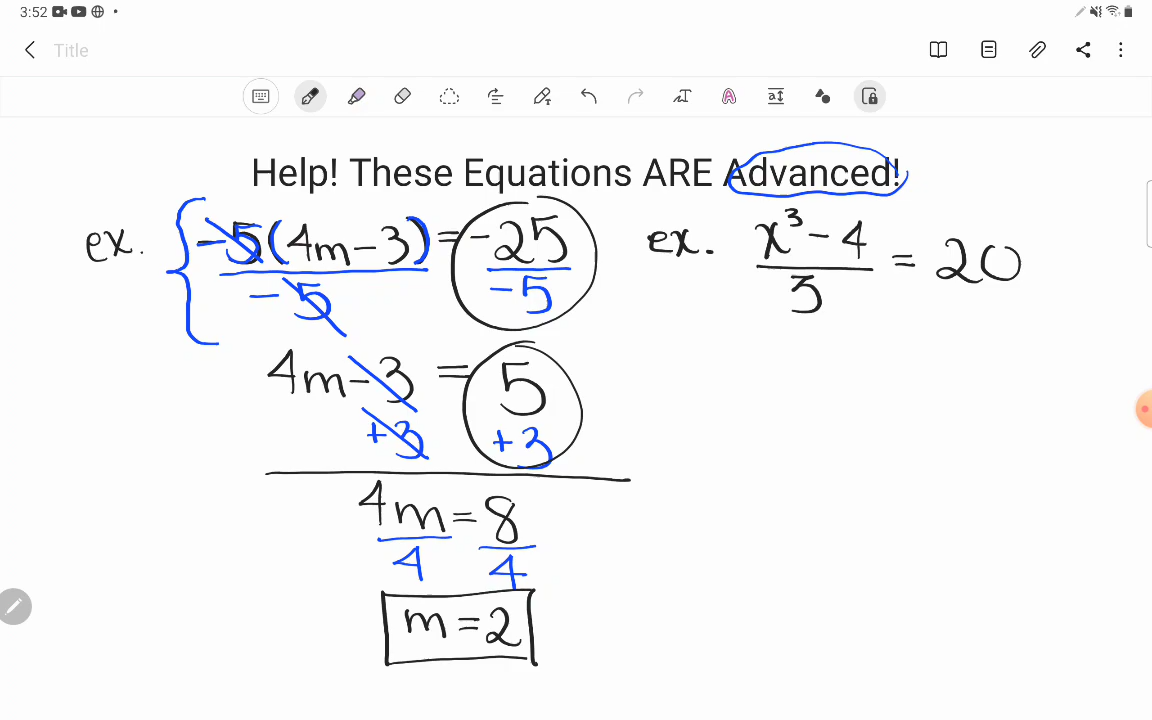 3:52
Title
Help! These Equations ARE Advanced!
ex. -5(4m-3) = -25
-5 -5
4m-3 = 5
+3 +3
4m = 8
4 4
m = 2
ex. x³-4 = 20
3